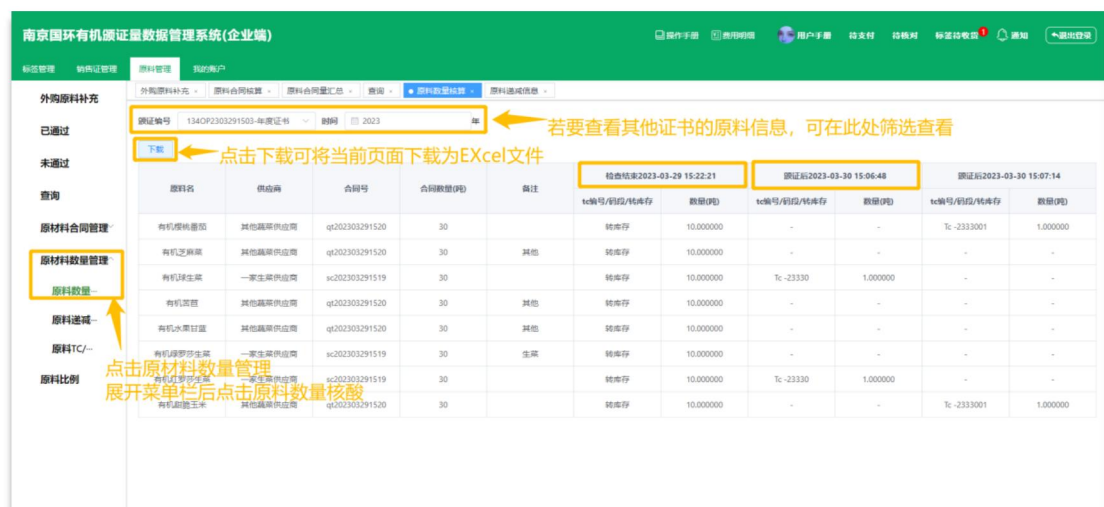 南京国环有机颁证量数据管理系统(企业端)
操作手册 费用明细 用户手册 待支付 待核对 标签待收货 1 通知 退出登录
标签管理 销售证管理 原料管理 我的账户
外购原料补充 × 原料合同核算 × 原料合同量汇总 × 查询 × ● 原料数量核算 × 原料递减信息 ×
外购原料补充
已通过
未通过
查询
原材料合同管理
原材料数量管理
原料数量…
原料递减…
原料TC/…
原料比例
颁证编号 134OP2303291503-年度证书 时间 2023 年
若要查看其他证书的原料信息，可在此处筛选查看
下载
点击下载可将当前页面下载为EXcel文件
原料名 供应商 合同号 合同数量(吨) 备注 检查结束2023-03-29 15:22:21 颁证后2023-03-30 15:06:48 颁证后2023-03-30 15:07:14
tc编号/码段/转库存 数量(吨) tc编号/码段/转库存 数量(吨) tc编号/码段/转库存 数量(吨)
有机樱桃番茄 其他蔬菜供应商 qt202303291520 30 转库存 10.000000 - - Tc -2333001 1.000000
有机芝麻菜 其他蔬菜供应商 qt202303291520 30 其他 转库存 10.000000 - - - -
有机球生菜 一家生菜供应商 sc202303291519 30 转库存 10.000000 Tc -23330 1.000000 - -
有机苦苣 其他蔬菜供应商 qt202303291520 30 其他 转库存 10.000000 - - - -
有机水果甘蓝 其他蔬菜供应商 qt202303291520 30 其他 转库存 10.000000 - - - -
有机绿罗莎生菜 一家生菜供应商 sc202303291519 30 生菜 转库存 10.000000 - - - -
有机红罗莎生菜 一家生菜供应商 sc202303291519 30 转库存 10.000000 Tc -23330 1.000000 - -
有机甜脆玉米 其他蔬菜供应商 qt202303291520 30 转库存 10.000000 - - Tc -2333001 1.000000
点击原材料数量管理
展开菜单栏后点击原料数量核酸